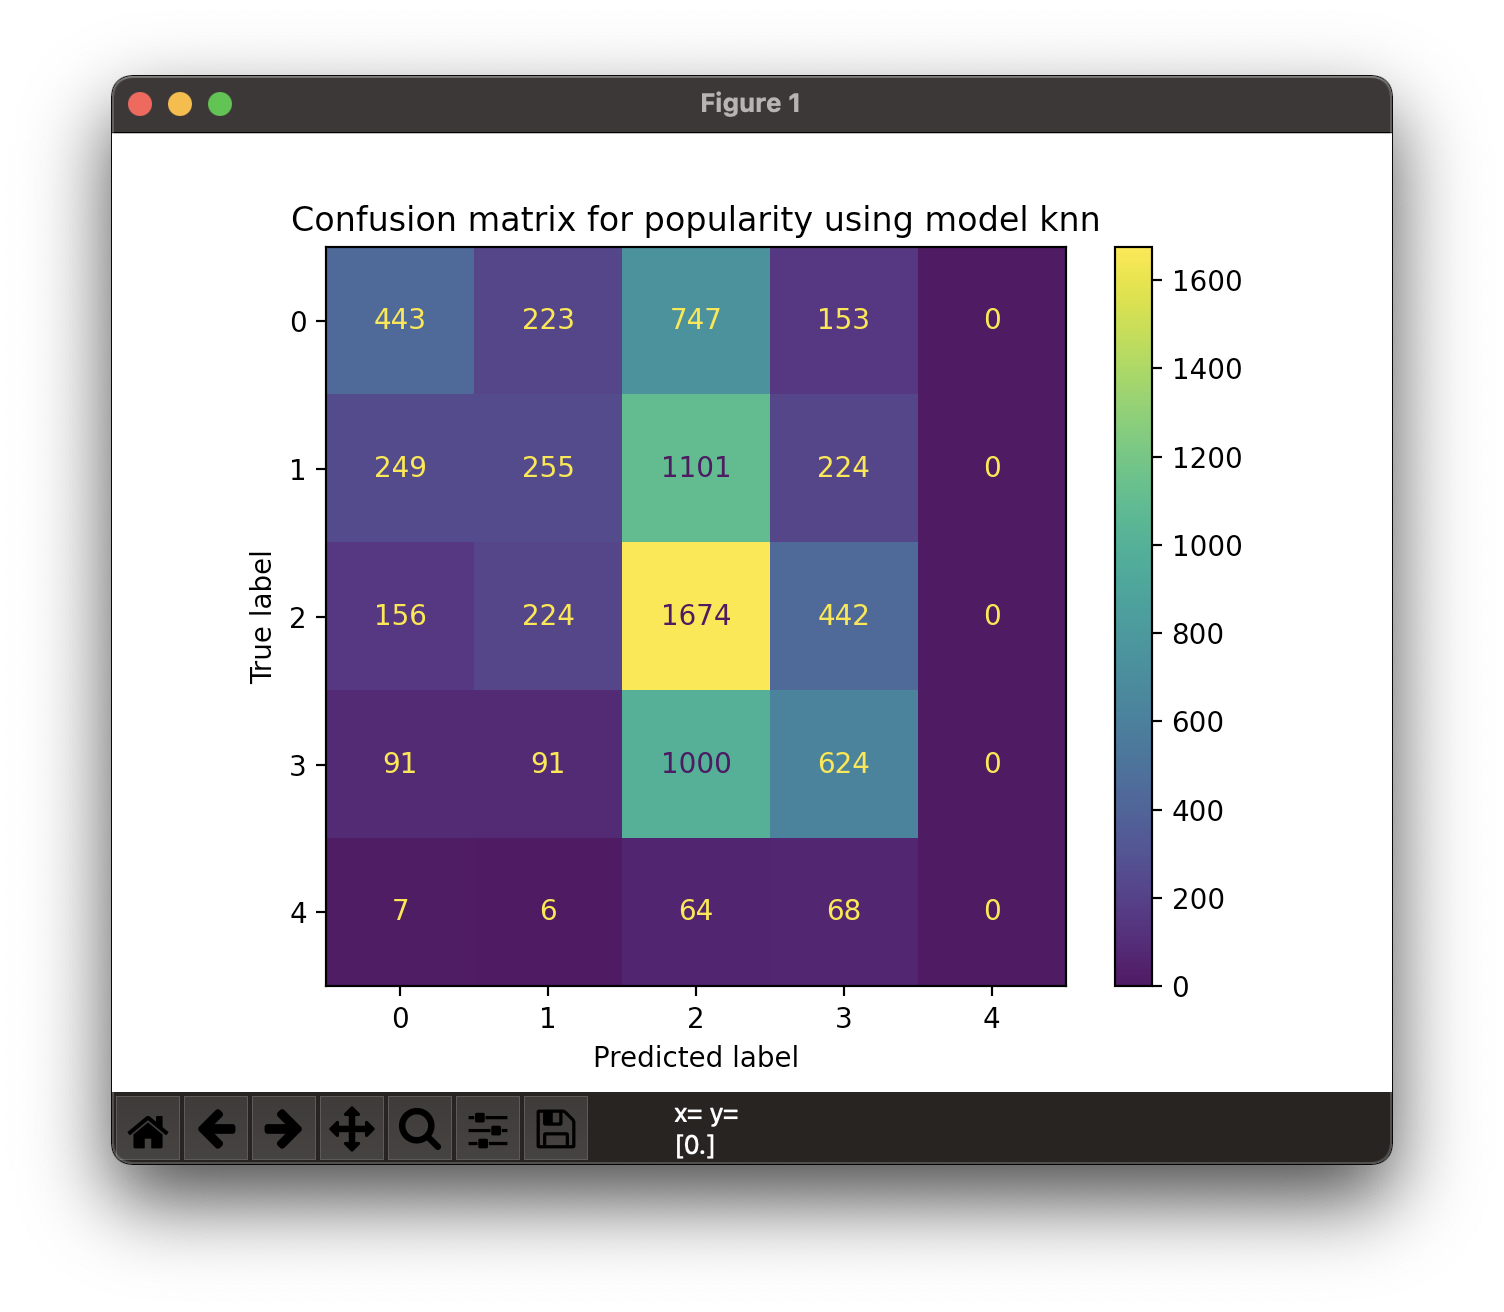 Figure 1
Confusion matrix for popularity using model knn
0 443 223 747 153 0
1 249 255 1101 224 0
2 156 224 1674 442 0
3 91 91 1000 624 0
4 7 6 64 68 0
0 1 2 3 4
Predicted label
True label
1600
1400
1200
1000
800
600
400
200
0
x= y=
[0.]